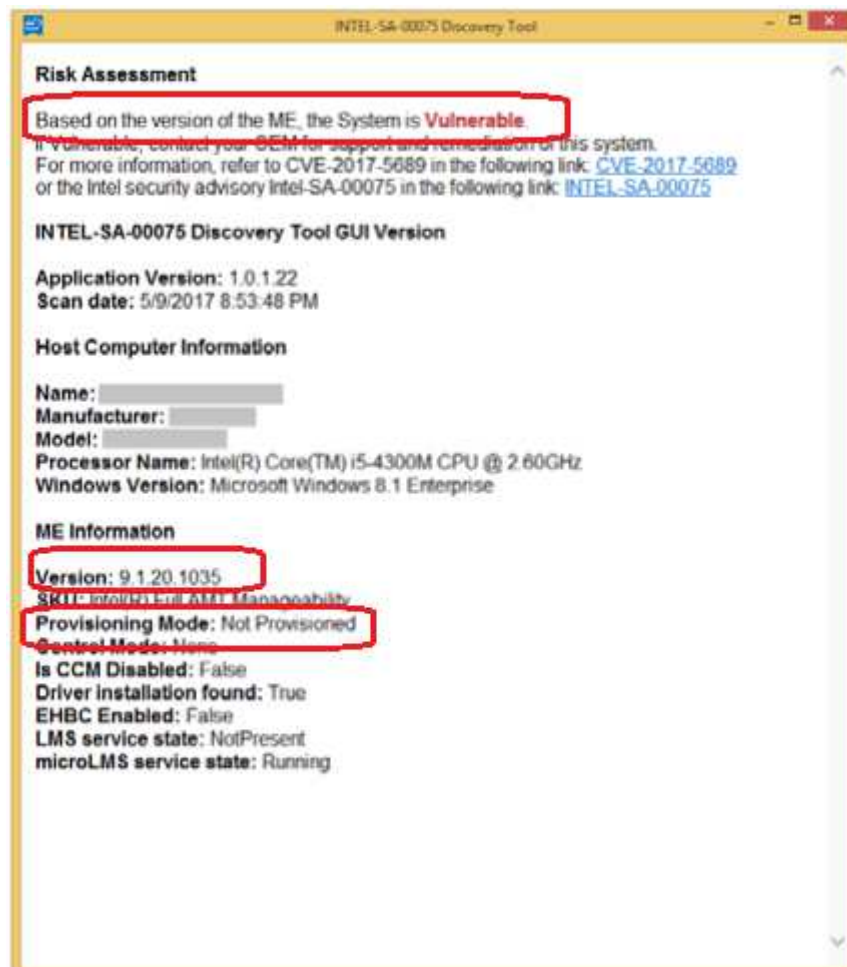 INTEL-SA-00075 Discovery Tool
Risk Assessment
Based on the version of the ME, the System is Vulnerable.
If Vulnerable, contact your OEM for support and remediation of this system.
For more information, refer to CVE-2017-5689 in the following link: CVE-2017-5689
or the Intel security advisory Intel-SA-00075 in the following link: INTEL-SA-00075
INTEL-SA-00075 Discovery Tool GUI Version
Application Version: 1.0.1.22
Scan date: 5/9/2017 8:53:48 PM
Host Computer Information
Name:
Manufacturer:
Model:
Processor Name: Intel(R) Core(TM) i5-4300M CPU @ 2.60GHz
Windows Version: Microsoft Windows 8.1 Enterprise
ME Information
Version: 9.1.20.1035
SKU: Intel(R) Full AMT Manageability
Provisioning Mode: Not Provisioned
Control Mode: None
Is CCM Disabled: False
Driver installation found: True
EHBC Enabled: False
LMS service state: NotPresent
microLMS service state: Running